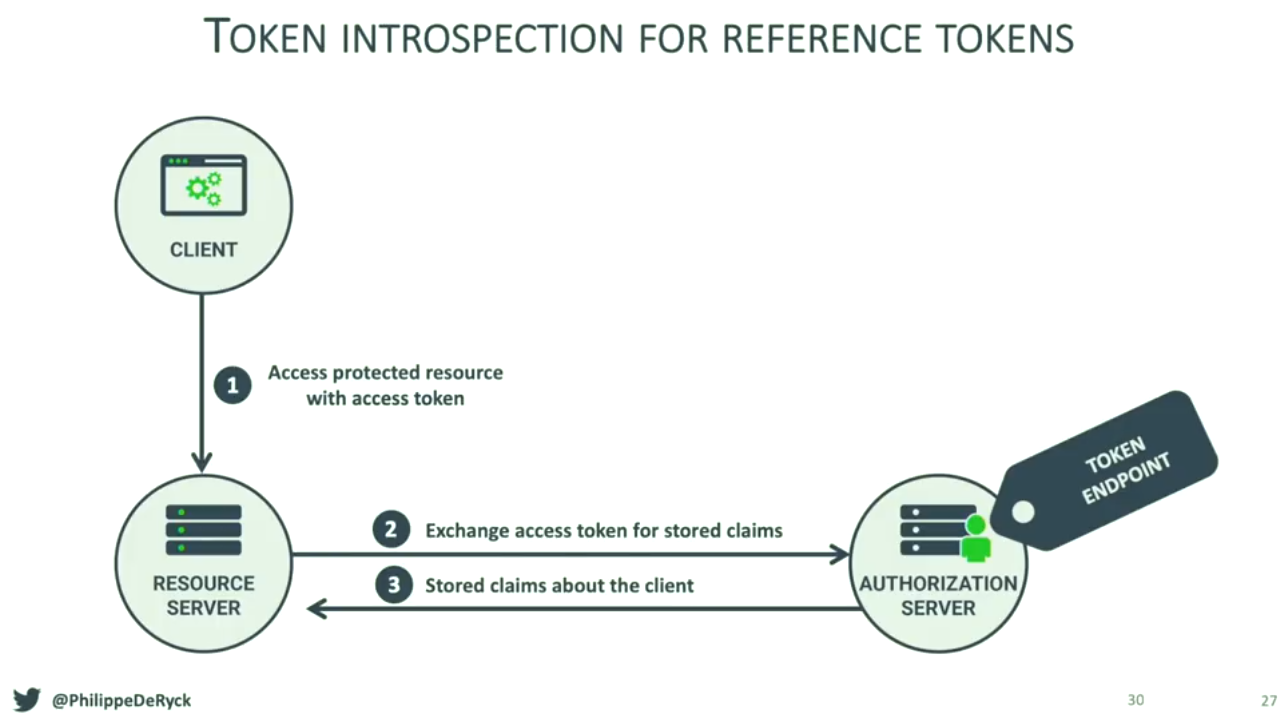 TOKEN INTROSPECTION FOR REFERENCE TOKENS
CLIENT
1
Access protected resource
with access token
TOKEN
ENDPOINT
2 Exchange access token for stored claims
3 Stored claims about the client
RESOURCE
SERVER
AUTHORIZATION
SERVER
@PhilippeDeRyck
30
27